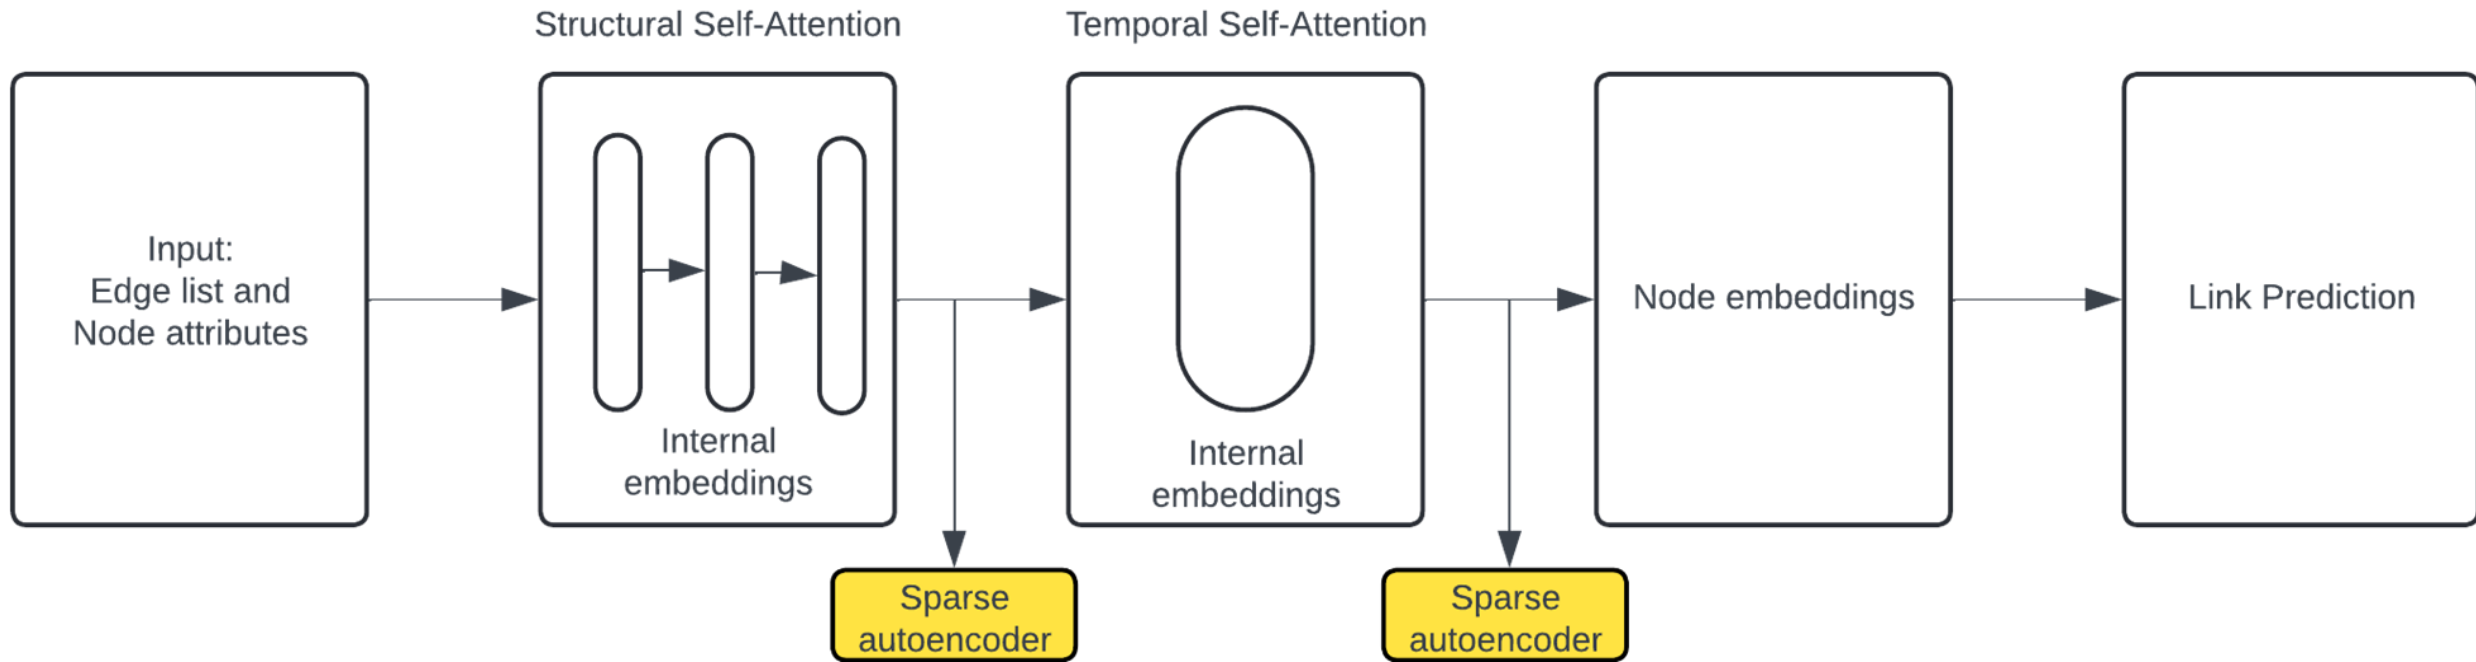 Structural Self-Attention
Temporal Self-Attention
Input:
Edge list and
Node attributes
Internal
embeddings
Internal
embeddings
Node embeddings
Link Prediction
Sparse
autoencoder
Sparse
autoencoder